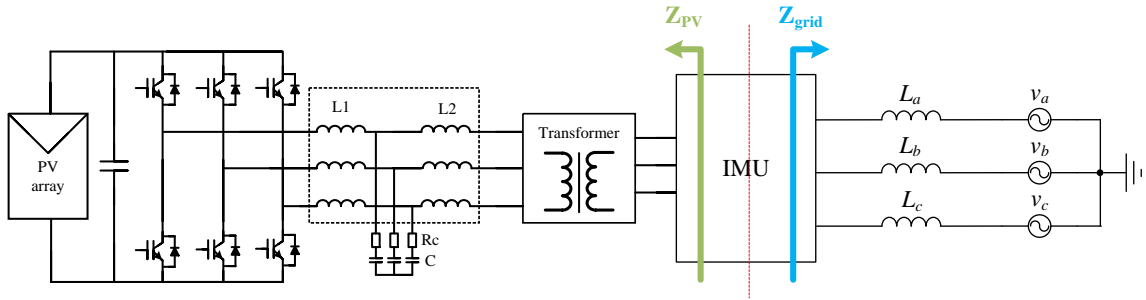 Z_PV
Z_grid
L1
L2
Transformer
PV
array
IMU
Rc
C
L_a
v_a
L_b
v_b
L_c
v_c